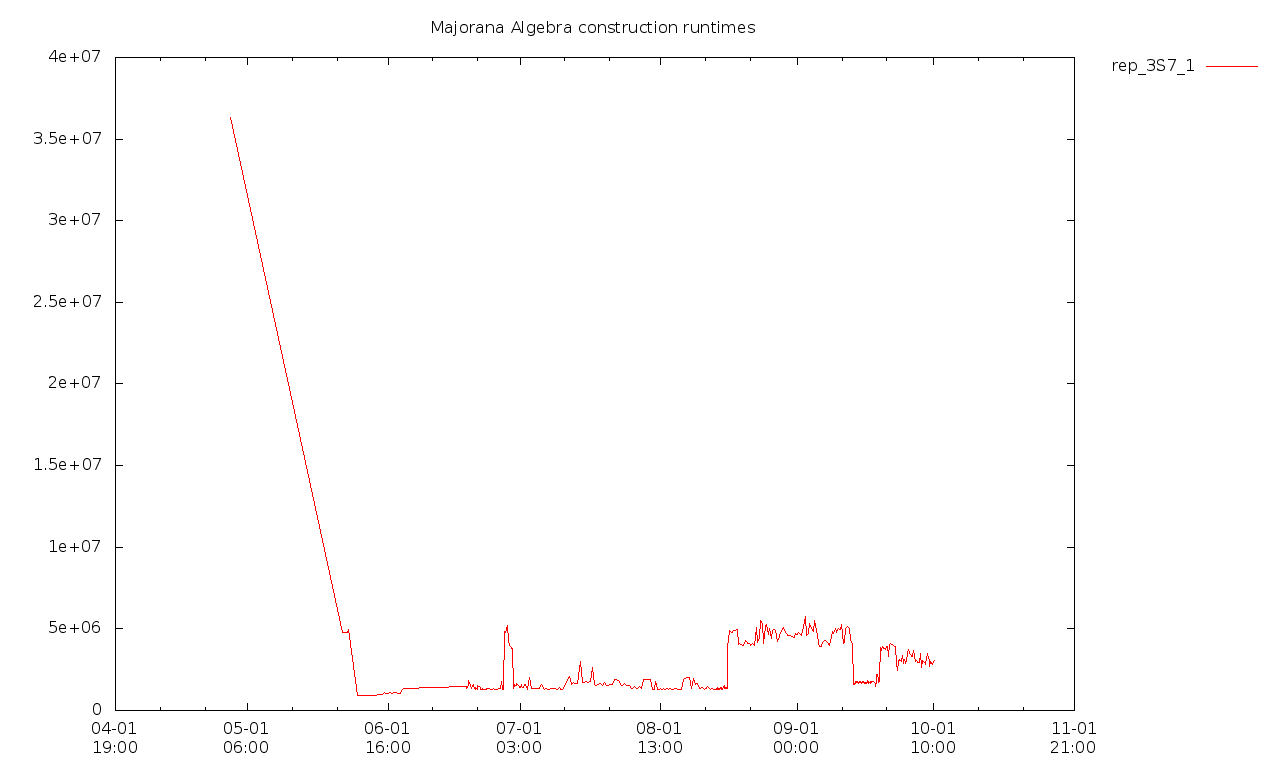 Majorana Algebra construction runtimes
rep_3S7_1
4e+07
3.5e+07
3e+07
2.5e+07
2e+07
1.5e+07
1e+07
5e+06
0
04-01 05-01 06-01 07-01 08-01 09-01 10-01 11-01
19:00 06:00 16:00 03:00 13:00 00:00 10:00 21:00